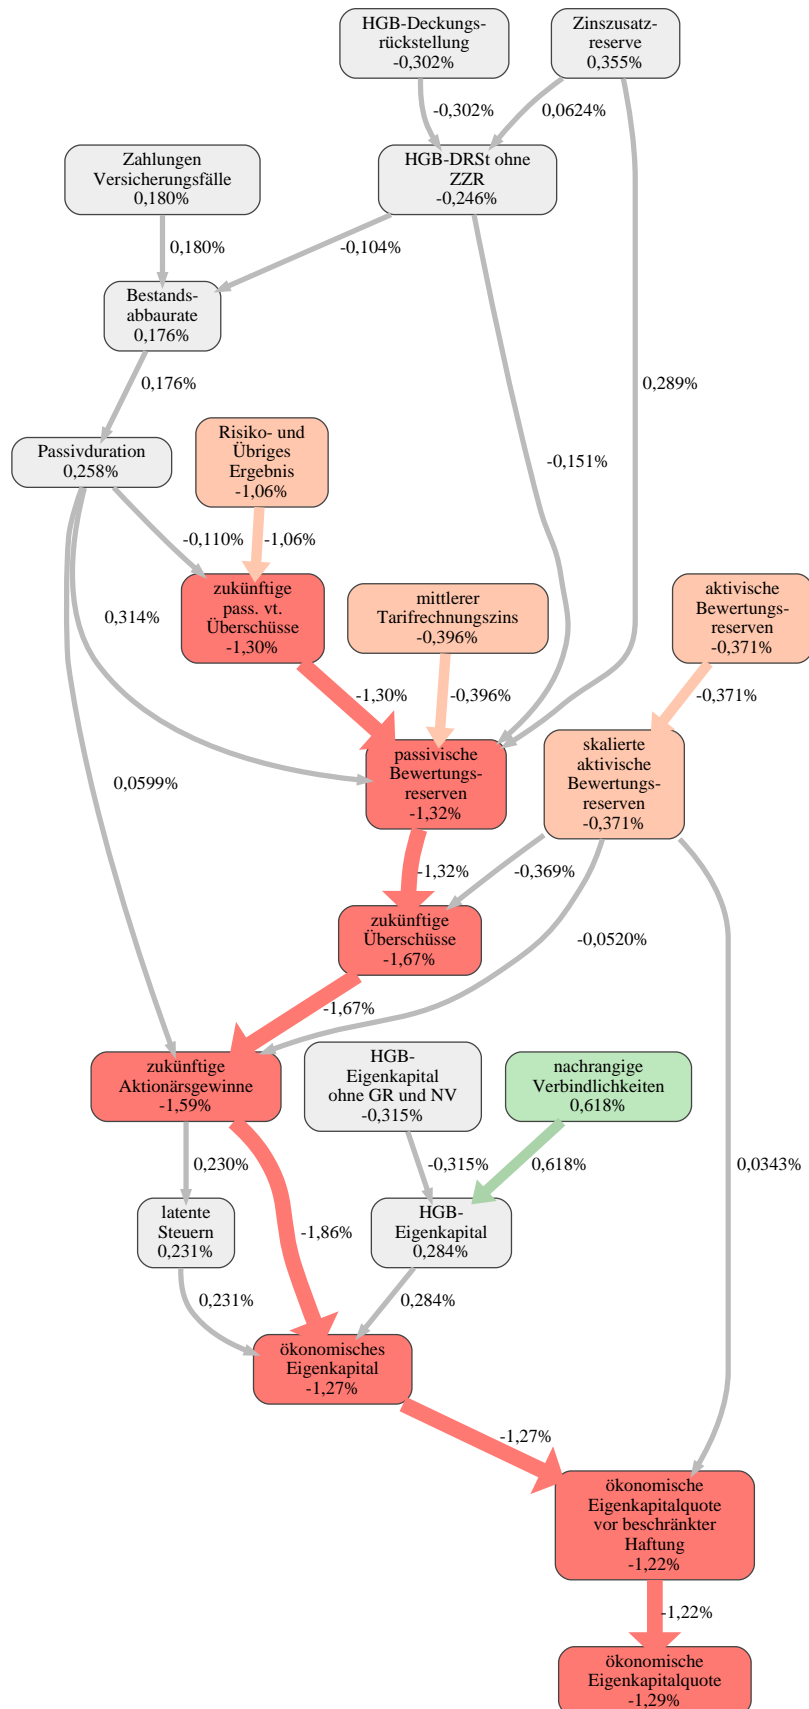 HGB-Deckungs-
rückstellung
-0,302%
Zinszusatz-
reserve
0,355%
-0,302%
0,0624%
Zahlungen
Versicherungsfälle
0,180%
HGB-DRSt ohne
ZZR
-0,246%
0,180%
-0,104%
Bestands-
abbaurate
0,176%
0,176%
0,289%
Passivduration
0,258%
Risiko- und
Übriges
Ergebnis
-1,06%
-0,151%
-0,110%
-1,06%
zukünftige
pass. vt.
Überschüsse
-1,30%
mittlerer
Tarifrechnungszins
-0,396%
aktivische
Bewertungs-
reserven
-0,371%
0,314%
-1,30%
-0,396%
-0,371%
passivische
Bewertungs-
reserven
-1,32%
skalierte
aktivische
Bewertungs-
reserven
-0,371%
0,0599%
-1,32%
-0,369%
zukünftige
Überschüsse
-1,67%
-0,0520%
-1,67%
zukünftige
Aktionärsgewinne
-1,59%
HGB-
Eigenkapital
ohne GR und NV
-0,315%
nachrangige
Verbindlichkeiten
0,618%
0,230%
-0,315%
0,618%
0,0343%
latente
Steuern
0,231%
-1,86%
HGB-
Eigenkapital
0,284%
0,231%
0,284%
ökonomisches
Eigenkapital
-1,27%
-1,27%
ökonomische
Eigenkapitalquote
vor beschränkter
Haftung
-1,22%
-1,22%
ökonomische
Eigenkapitalquote
-1,29%